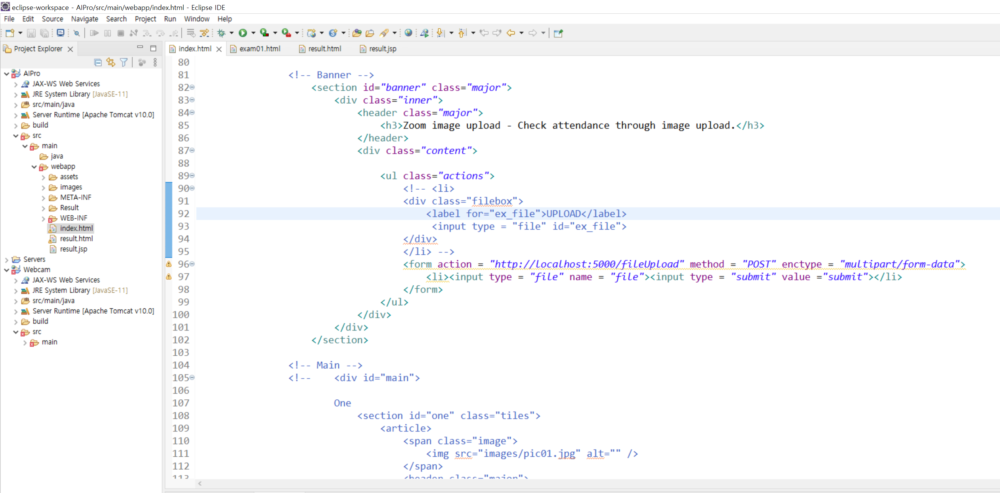 eclipse-workspace - AIPro/src/main/webapp/index.html - Eclipse IDE
File Edit Source Navigate Search Project Run Window Help
Project Explorer
index.html
exam01.html
result.html
result.jsp
AIPro
JAX-WS Web Services
JRE System Library [JavaSE-11]
src/main/java
Server Runtime [Apache Tomcat v10.0]
build
src
main
java
webapp
assets
images
META-INF
Result
WEB-INF
index.html
result.html
result.jsp
Servers
Webcam
JAX-WS Web Services
JRE System Library [JavaSE-11]
src/main/java
Server Runtime [Apache Tomcat v10.0]
build
src
main
80
81 <!-- Banner -->
82 <section id="banner" class="major">
83 <div class="inner">
84 <header class="major">
85 <h3>Zoom image upload - Check attendance through image upload.</h3>
86 </header>
87 <div class="content">
88
89 <ul class="actions">
90 <!-- <li>
91 <div class="filebox">
92 <label for="ex_file">UPLOAD</label>
93 <input type = "file" id="ex_file">
94 </div>
95 </li> -->
96 <form action = "http://localhost:5000/fileUpload" method = "POST" enctype = "multipart/form-data">
97 <li><input type = "file" name = "file"><input type = "submit" value ="submit"></li>
98 </form>
99 </ul>
100 </div>
101 </div>
102 </section>
103
104 <!-- Main -->
105 <!-- <div id="main">
106
107 One
108 <section id="one" class="tiles">
109 <article>
110 <span class="image">
111 <img src="images/pic01.jpg" alt="" />
112 </span>
113 <header class="major">